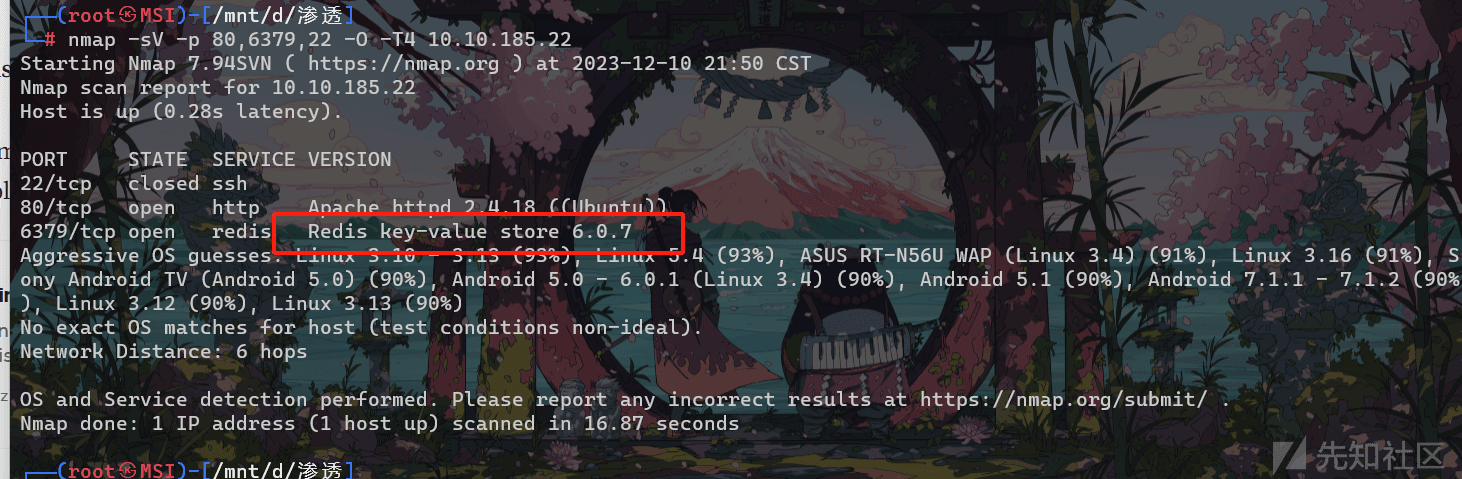 (root㉿MSI)-[/mnt/d/渗透]
# nmap -sV -p 80,6379,22 -O -T4 10.10.185.22
Starting Nmap 7.94SVN ( https://nmap.org ) at 2023-12-10 21:50 CST
Nmap scan report for 10.10.185.22
Host is up (0.28s latency).
PORT STATE SERVICE VERSION
22/tcp closed ssh
80/tcp open http Apache httpd 2.4.18 ((Ubuntu))
6379/tcp open redis Redis key-value store 6.0.7
Aggressive OS guesses: Linux 3.10 - 3.13 (93%), Linux 5.4 (93%), ASUS RT-N56U WAP (Linux 3.4) (91%), Linux 3.16 (91%), S
ony Android TV (Android 5.0) (90%), Android 5.0 - 6.0.1 (Linux 3.4) (90%), Android 5.1 (90%), Android 7.1.1 - 7.1.2 (90%
), Linux 3.12 (90%), Linux 3.13 (90%)
No exact OS matches for host (test conditions non-ideal).
Network Distance: 6 hops
OS and Service detection performed. Please report any incorrect results at https://nmap.org/submit/ .
Nmap done: 1 IP address (1 host up) scanned in 16.87 seconds
(root㉿MSI)-[/mnt/d/渗透]
先知社区